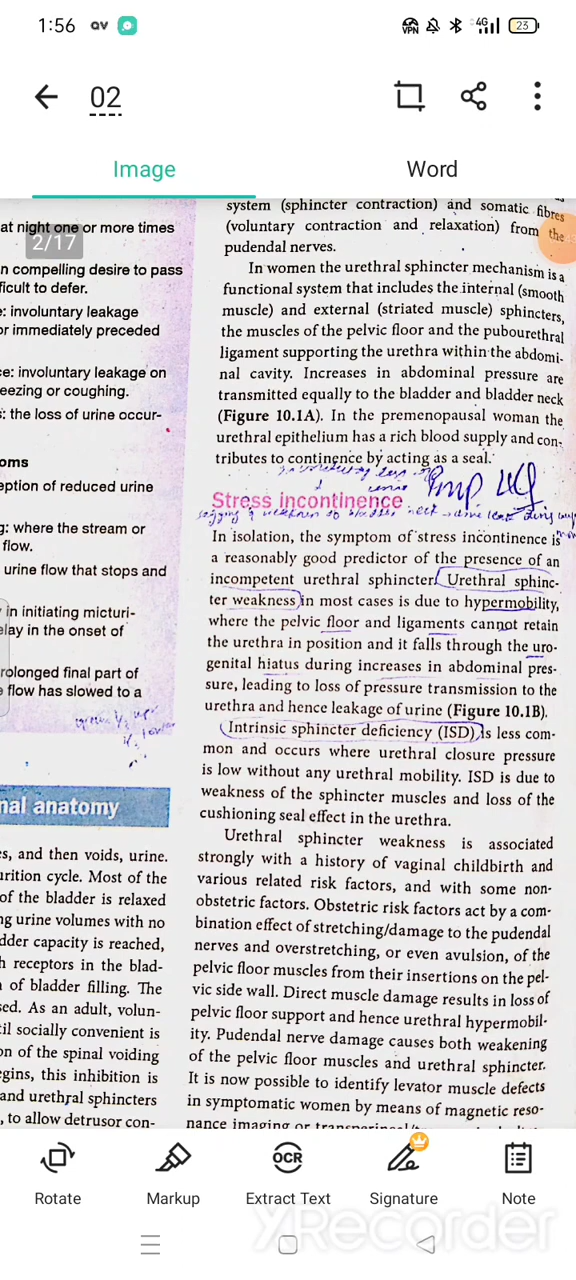 1:56
QV
VPN
4G
23
02
Image
Word
2/17
at night one or more times
n compelling desire to pass
ficult to defer.
e: involuntary leakage
or immediately preceded
ce: involuntary leakage on
eezing or coughing.
s: the loss of urine occur-
oms
eption of reduced urine
g: where the stream or
flow.
urine flow that stops and
in initiating micturi-
elay in the onset of
rolonged final part of
e flow has slowed to a
nal anatomy
es, and then voids, urine.
urition cycle. Most of the
of the bladder is relaxed
ng urine volumes with no
dder capacity is reached,
h receptors in the blad-
n of bladder filling. The
sed. As an adult, volun-
til socially convenient is
on of the spinal voiding
egins, this inhibition is
and urethral sphincters
, to allow detrusor con-
system (sphincter contraction) and somatic fibres
(voluntary contraction and relaxation) from the
pudendal nerves.
In women the urethral sphincter mechanism is a
functional system that includes the internal (smooth
muscle) and external (striated muscle) sphincters,
the muscles of the pelvic floor and the pubourethral
ligament supporting the urethra within the abdomi-
nal cavity. Increases in abdominal pressure are
transmitted equally to the bladder and bladder neck
(Figure 10.1A). In the premenopausal woman the
urethral epithelium has a rich blood supply and con-
tributes to continence by acting as a seal.
Stress incontinence
In isolation, the symptom of stress incontinence is
a reasonably good predictor of the presence of an
incompetent urethral sphincter. Urethral sphinc-
ter weakness in most cases is due to hypermobility,
where the pelvic floor and ligaments cannot retain
the urethra in position and it falls through the uro-
genital hiatus during increases in abdominal pres-
sure, leading to loss of pressure transmission to the
urethra and hence leakage of urine (Figure 10.1B).
Intrinsic sphincter deficiency (ISD) is less com-
mon and occurs where urethral closure pressure
is low without any urethral mobility. ISD is due to
weakness of the sphincter muscles and loss of the
cushioning seal effect in the urethra.
Urethral sphincter weakness is associated
strongly with a history of vaginal childbirth and
various related risk factors, and with some non-
obstetric factors. Obstetric risk factors act by a com-
bination effect of stretching/damage to the pudendal
nerves and overstretching, or even avulsion, of the
pelvic floor muscles from their insertions on the pel-
vic side wall. Direct muscle damage results in loss of
pelvic floor support and hence urethral hypermobil-
ity. Pudendal nerve damage causes both weakening
of the pelvic floor muscles and urethral sphincter.
It is now possible to identify levator muscle defects
in symptomatic women by means of magnetic reso-
nance imaging or
Rotate
Markup
OCR
Extract Text
Signature
Note
XRecorder